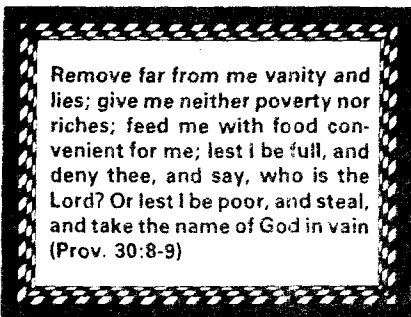 Remove far from me vanity and
lies; give me neither poverty nor
riches; feed me with food con-
venient for me; lest I be full, and
deny thee, and say, who is the
Lord? Or lest I be poor, and steal,
and take the name of God in vain
(Prov. 30:8-9)